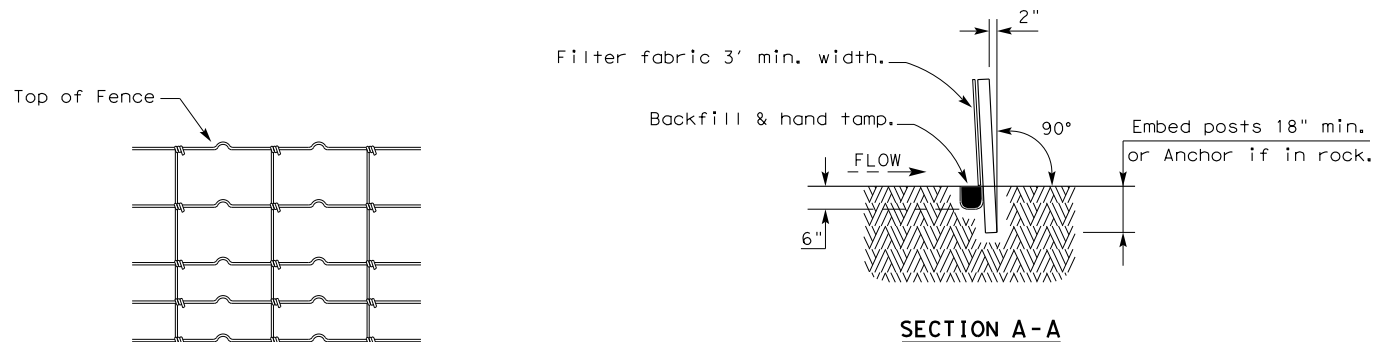 2"
Filter fabric 3' min. width.
Top of Fence
Backfill & hand tamp.
90°
Embed posts 18" min.
or Anchor if in rock.
FLOW
6"
SECTION A-A